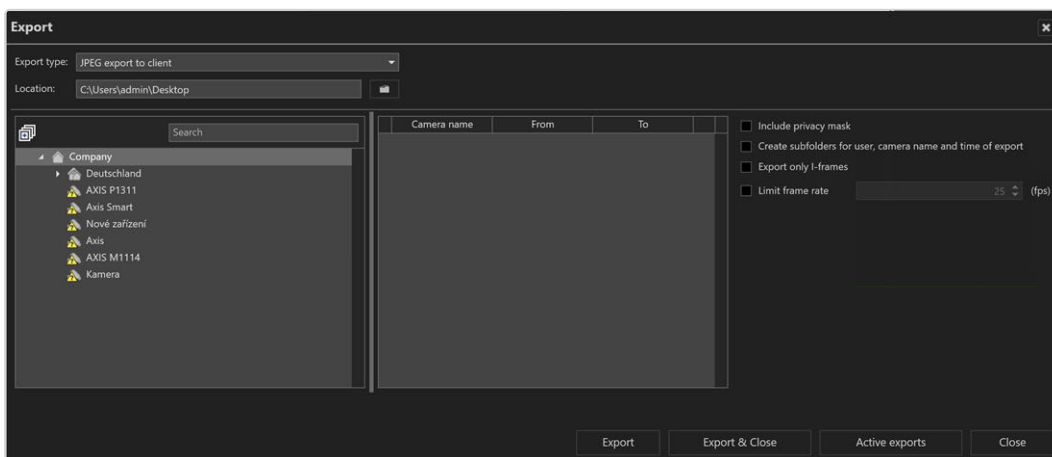 Export
Export type: JPEG export to client
Location: C:\Users\admin\Desktop
Search
Company
Deutschland
AXIS P1311
Axis Smart
Nové zařízení
Axis
AXIS M1114
Kamera
Camera name From To
Include privacy mask
Create subfolders for user, camera name and time of export
Export only I-frames
Limit frame rate 25 (fps)
Export Export & Close Active exports Close